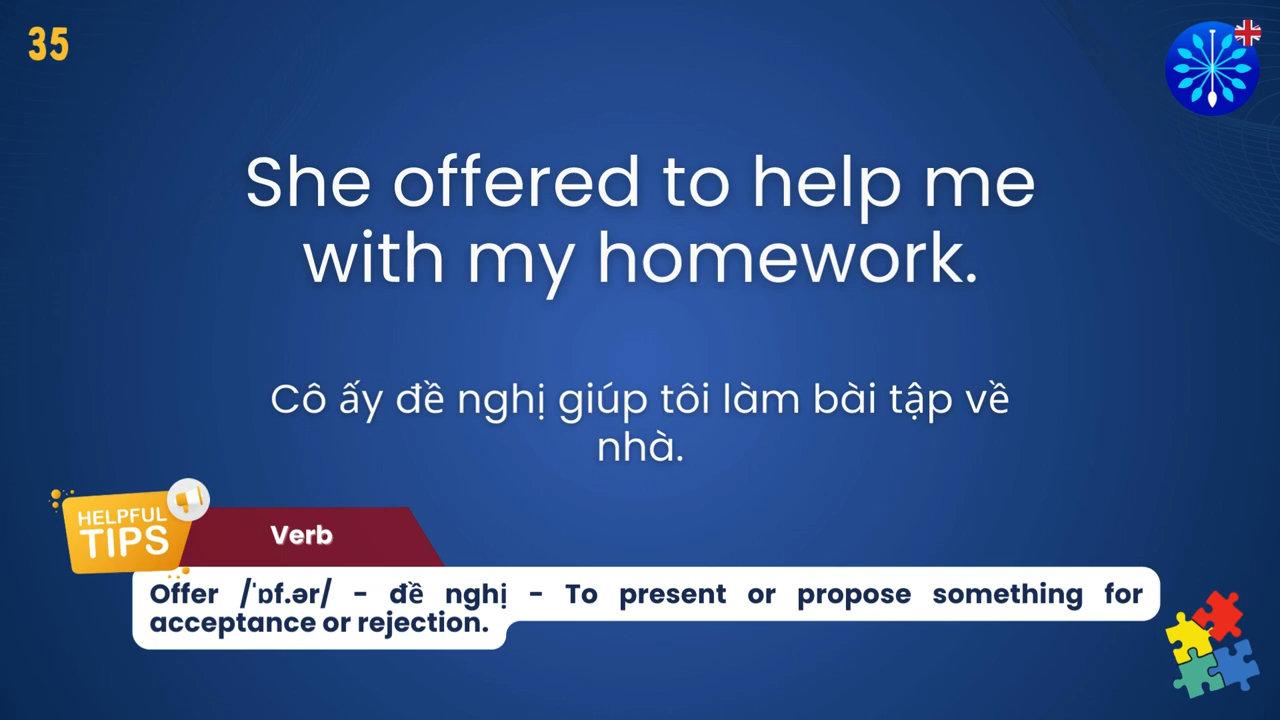 35
She offered to help me
with my homework.
Cô ấy đề nghị giúp tôi làm bài tập về
nhà.
HELPFUL
TIPS
Verb
Offer /ˈɒf.ər/ - đề nghị - To present or propose something for
acceptance or rejection.